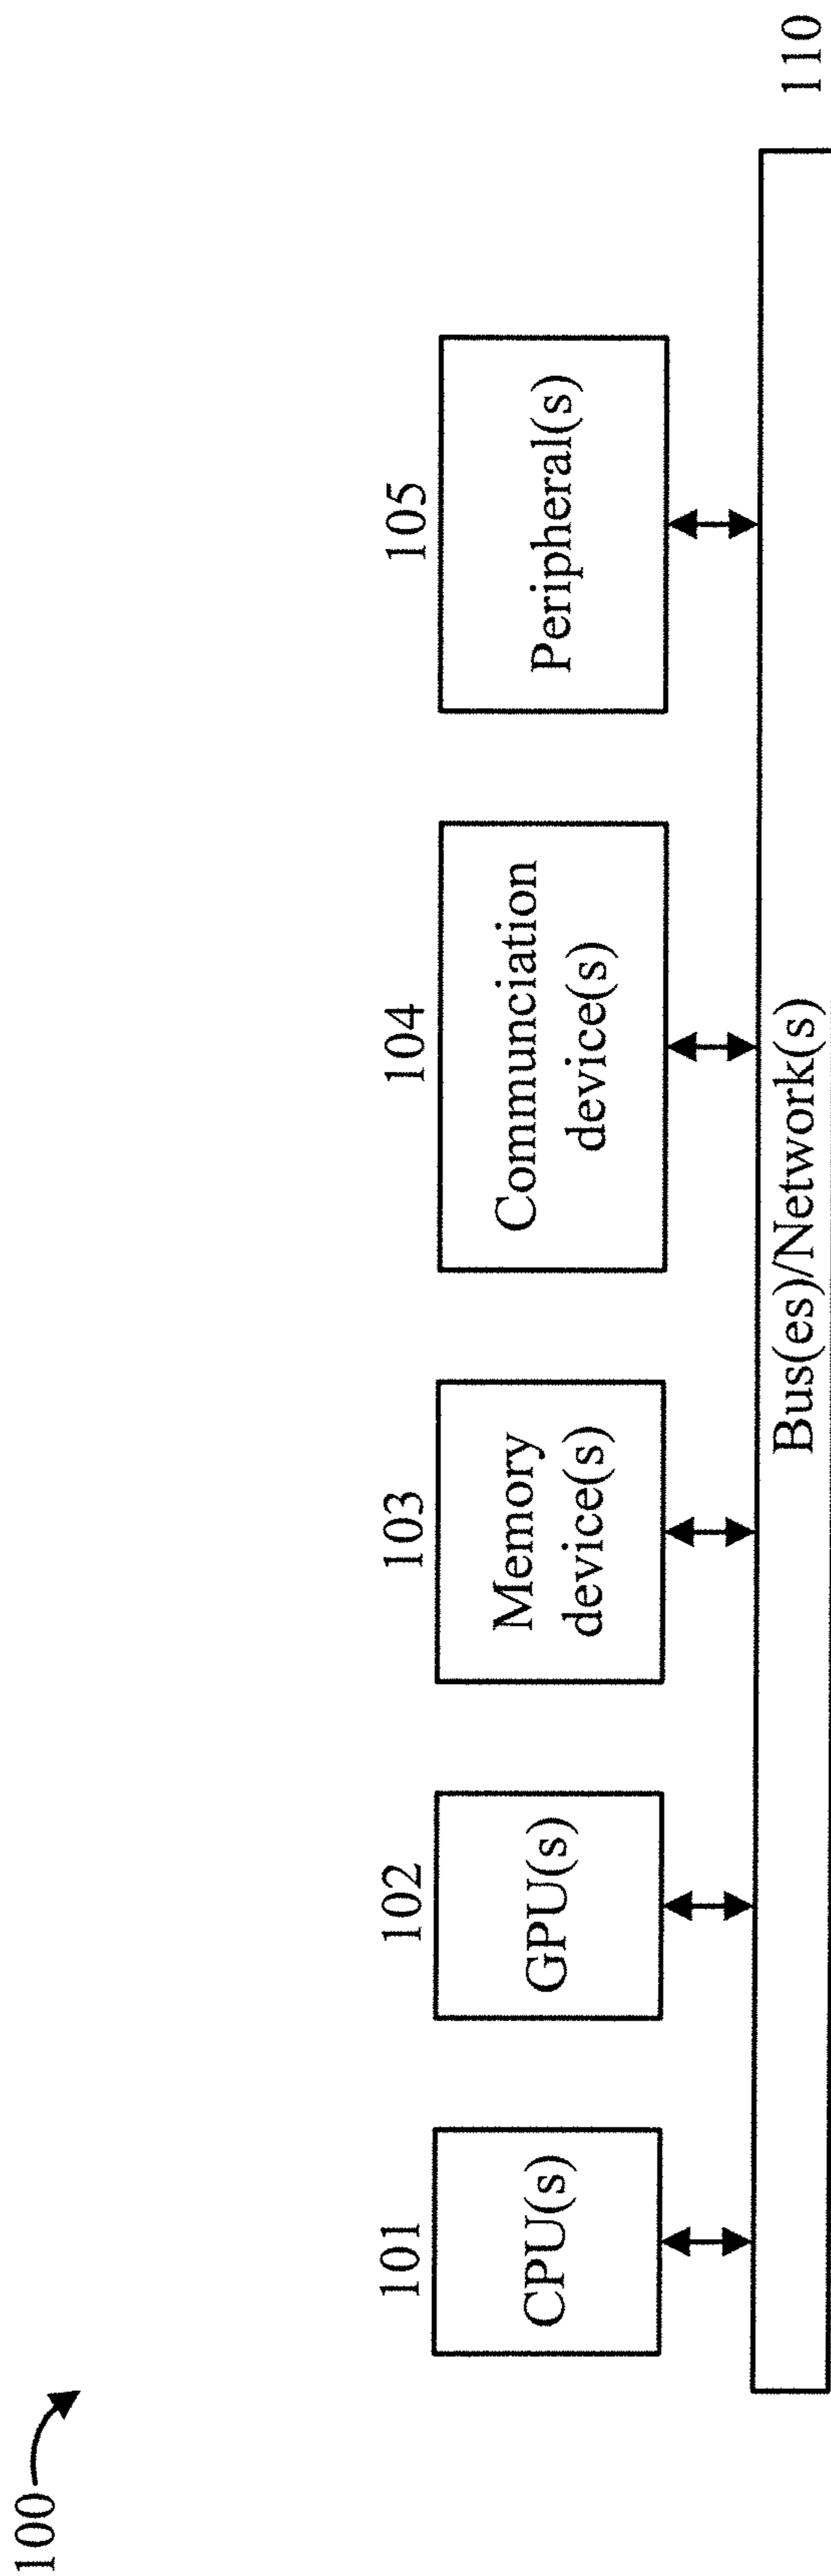 100
101
CPU(s)
102
GPU(s)
103
Memory
device(s)
104
Communciation
device(s)
105
Peripheral(s)
Bus(es)/Network(s)
110